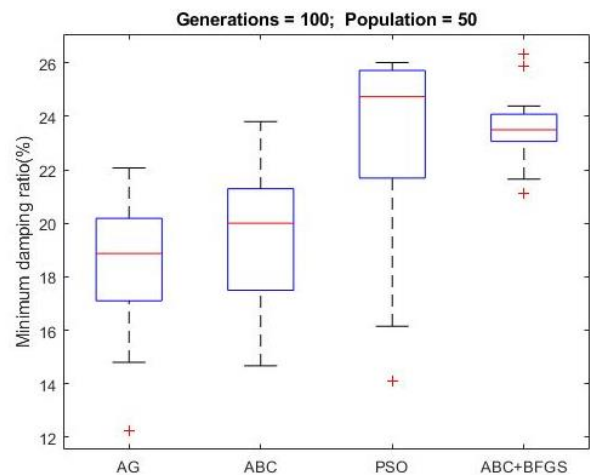 Generations = 100;  Population = 50
Minimum damping ratio(%)
26
24
22
20
18
16
14
12
AG
ABC
PSO
ABC+BFGS